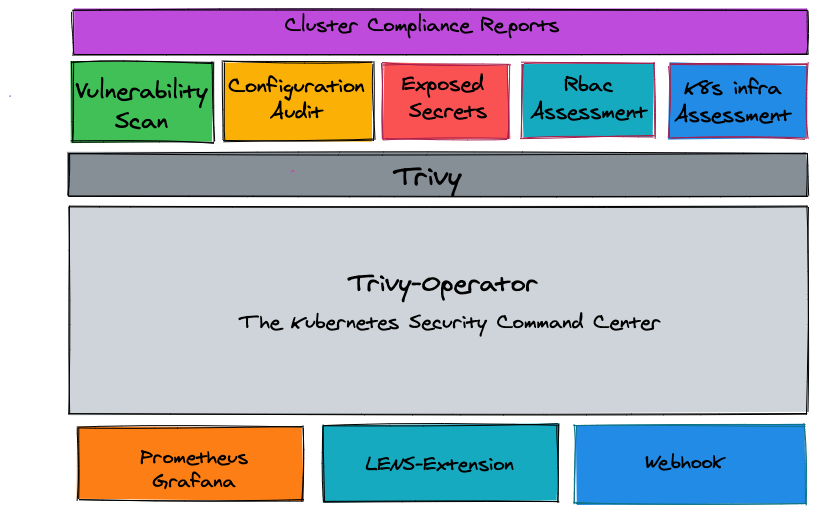 Cluster Compliance Reports
Vulnerability
Scan
Configuration
Audit
Exposed
Secrets
Rbac
Assessment
K8s infra
Assessment
Trivy
Trivy-Operator
The Kubernetes Security Command Center
Prometheus
Grafana
LENS-Extension
Webhook